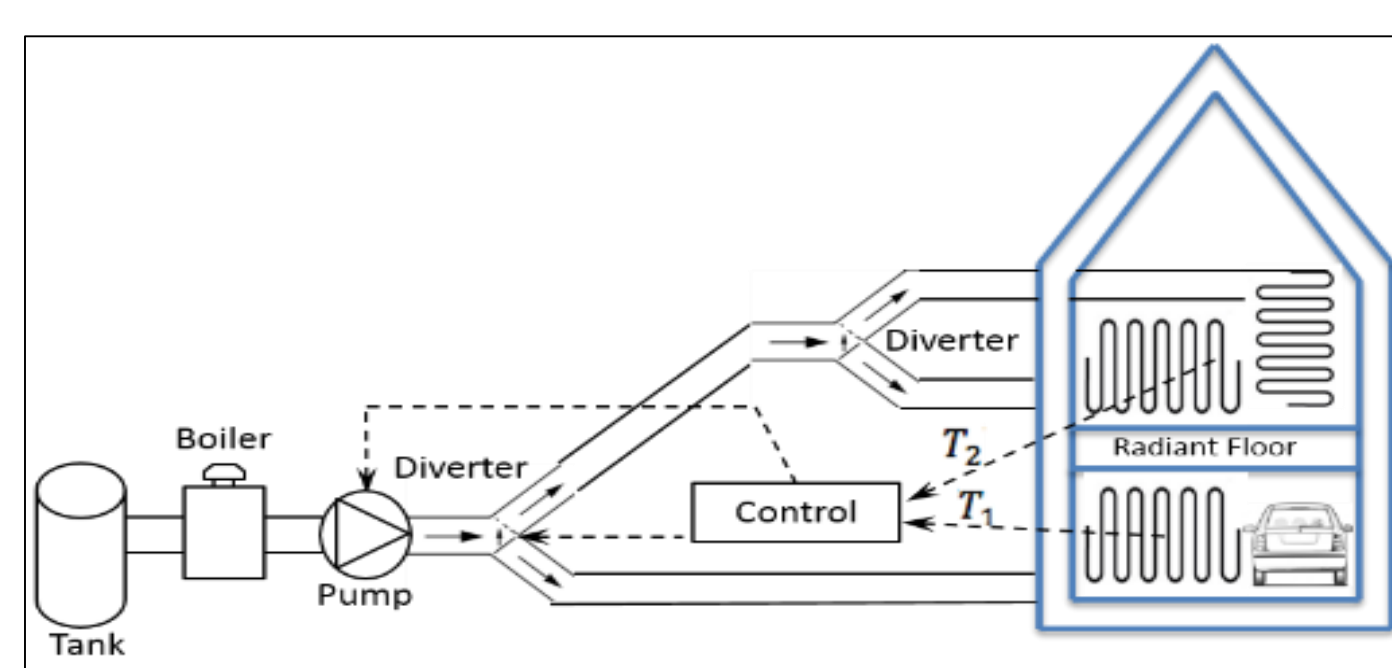 Diverter
Boiler
Diverter
T₂
Radiant Floor
Control
T₁
Pump
Tank